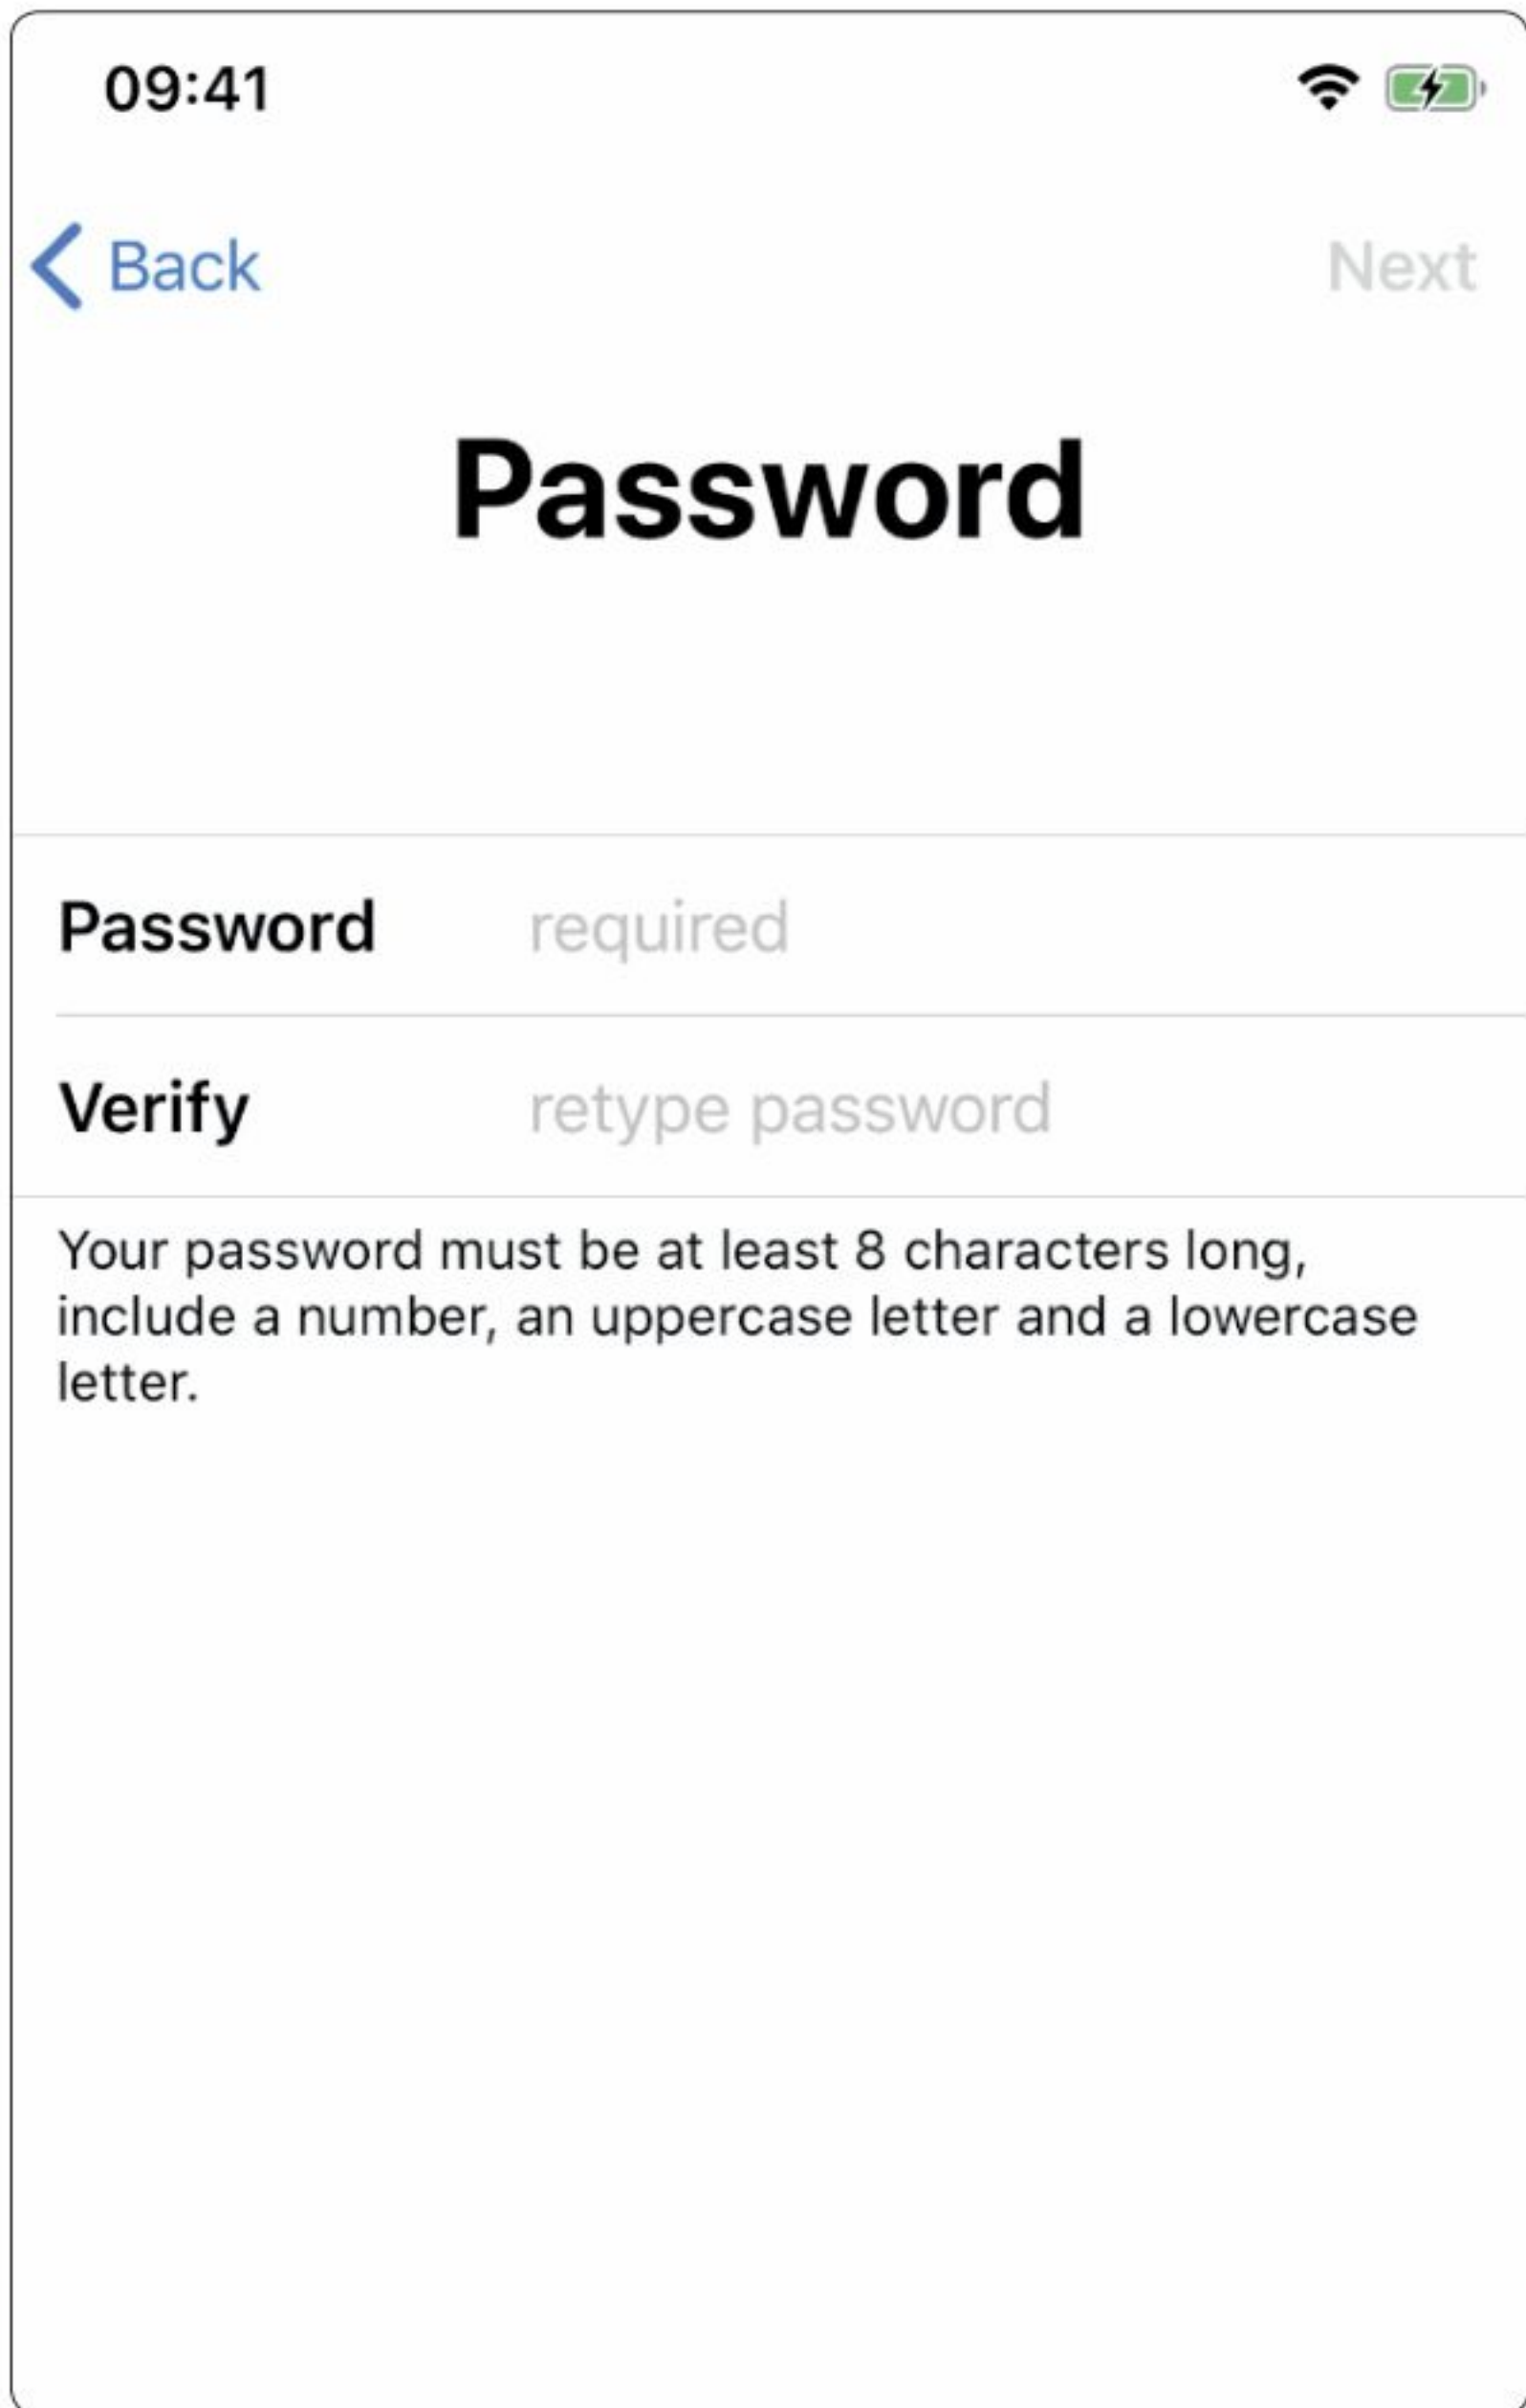 09:41
Back
Next
Password
Password required
Verify retype password
Your password must be at least 8 characters long,
include a number, an uppercase letter and a lowercase
letter.